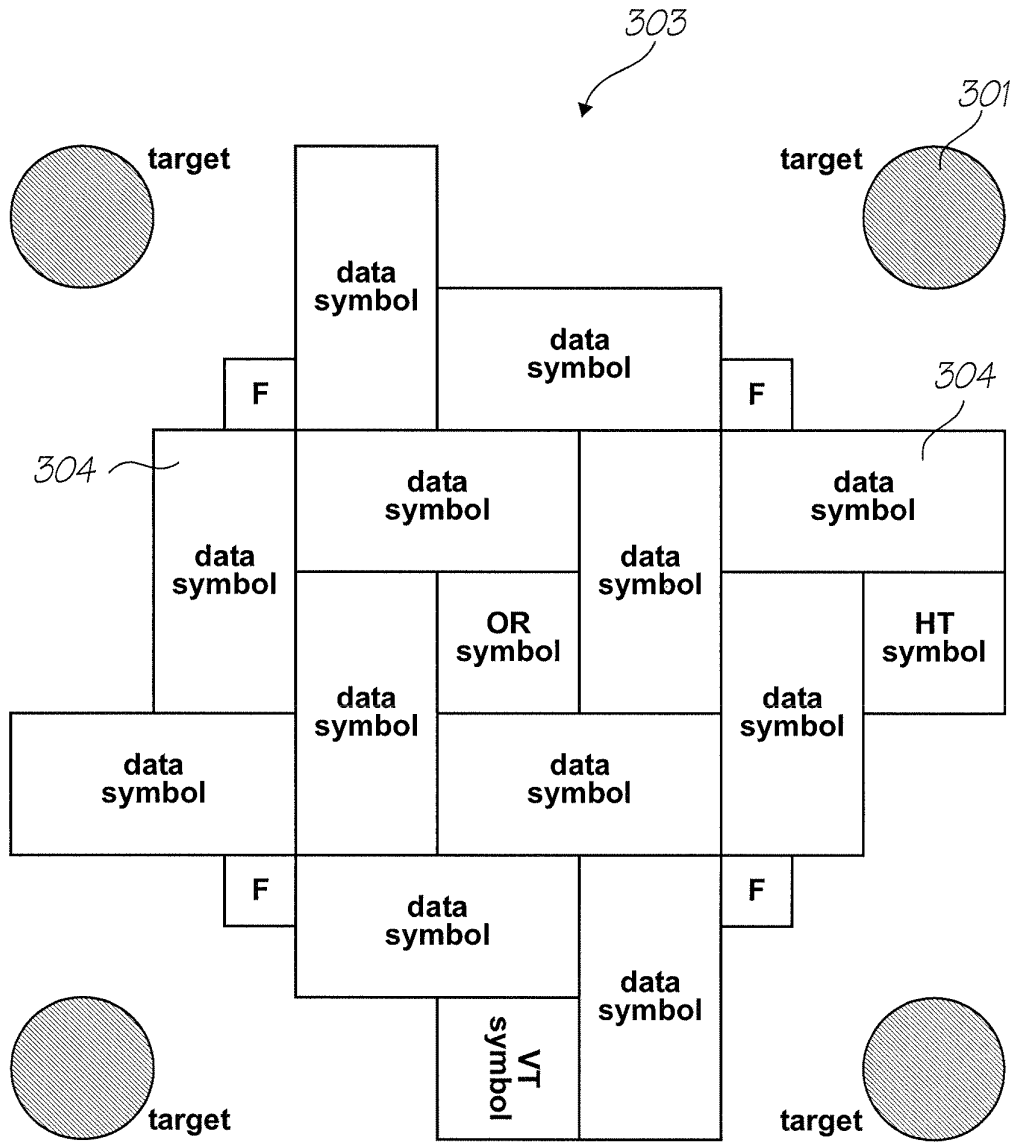 303
301
target
target
data
symbol
data
symbol
F
F
304
304
data
symbol
data
symbol
data
symbol
data
symbol
OR
symbol
HT
symbol
data
symbol
data
symbol
data
symbol
data
symbol
F
F
data
symbol
data
symbol
VT
symbol
target
target